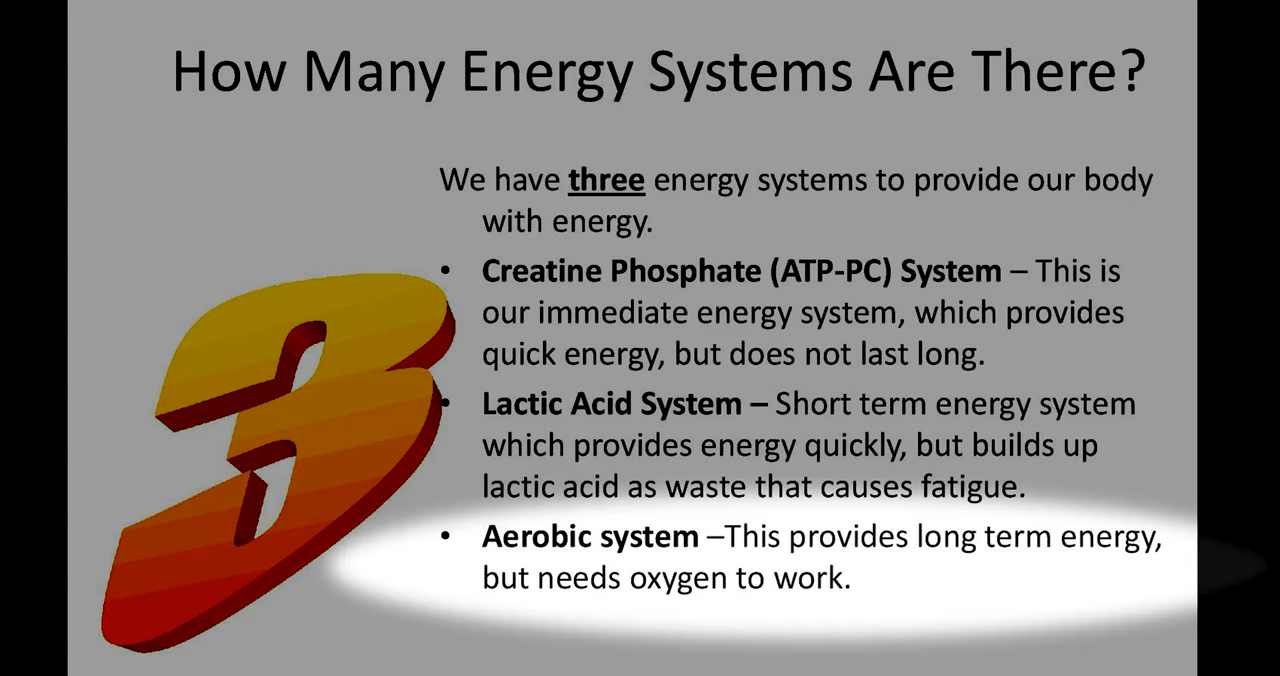 How Many Energy Systems Are There?
We have three energy systems to provide our body
with energy.
• Creatine Phosphate (ATP-PC) System – This is
our immediate energy system, which provides
quick energy, but does not last long.
• Lactic Acid System – Short term energy system
which provides energy quickly, but builds up
lactic acid as waste that causes fatigue.
• Aerobic system –This provides long term energy,
but needs oxygen to work.
3